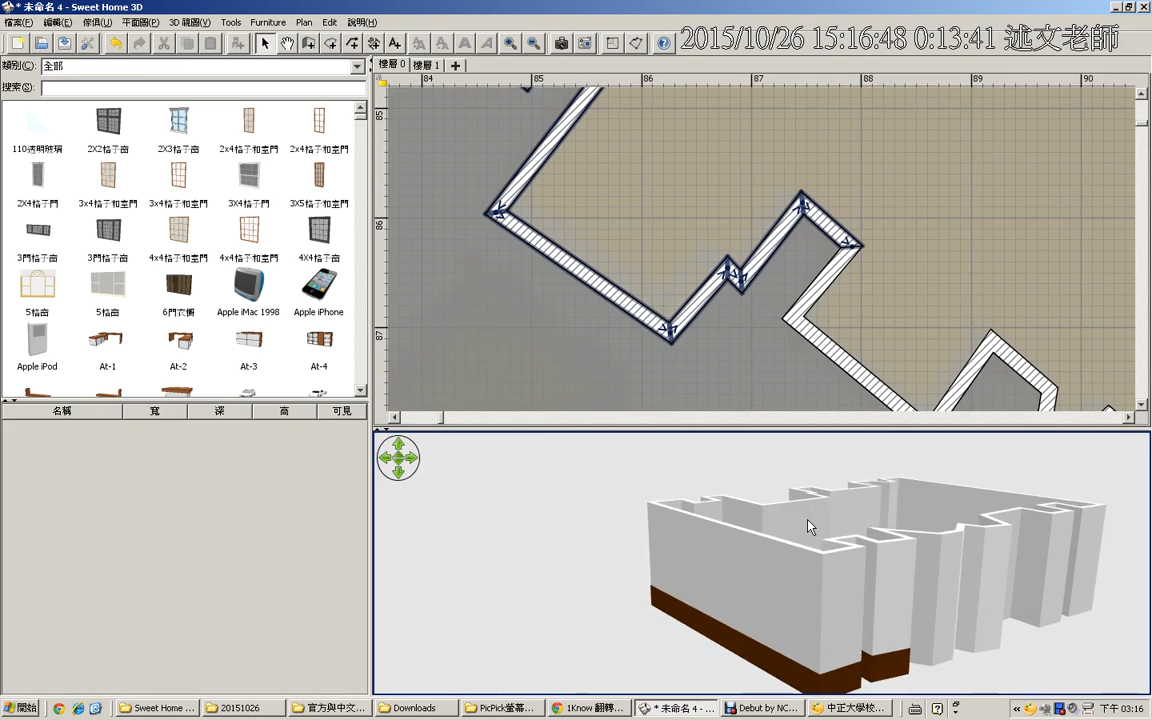 * 未命名 4 - Sweet Home 3D
檔案(F) 編輯(E) 傢俱(U) 平面圖(P) 3D 視圖(V) Tools Furniture Plan Edit 說明(H)
2015/10/26 15:16:48 0:13:41 述文老師
類別(C): 全部
搜索(S):
樓層 0 樓層 1
84 85 86 87 88 89 90
85
86
87
110透明玻璃 2X2格子窗 2X3格子窗 2x4格子和室門 2x4格子和室門
2X4格子門 3x4格子和室門 3x4格子和室門 3X4格子門 3X5格子和室門
3門格子窗 3門格子窗 4x4格子和室門 4x4格子和室門 4X4格子窗
5格窗 5格窗 6門衣櫥 Apple iMac 1998 Apple iPhone
Apple iPod At-1 At-2 At-3 At-4
名稱 寬 深 高 可見
開始 Sweet Home ... 20151026 官方與中文... Downloads PicPick螢幕... 1Know 翻轉... * 未命名 4 - ... Debut by NC... 中正大學校... 下午 03:16